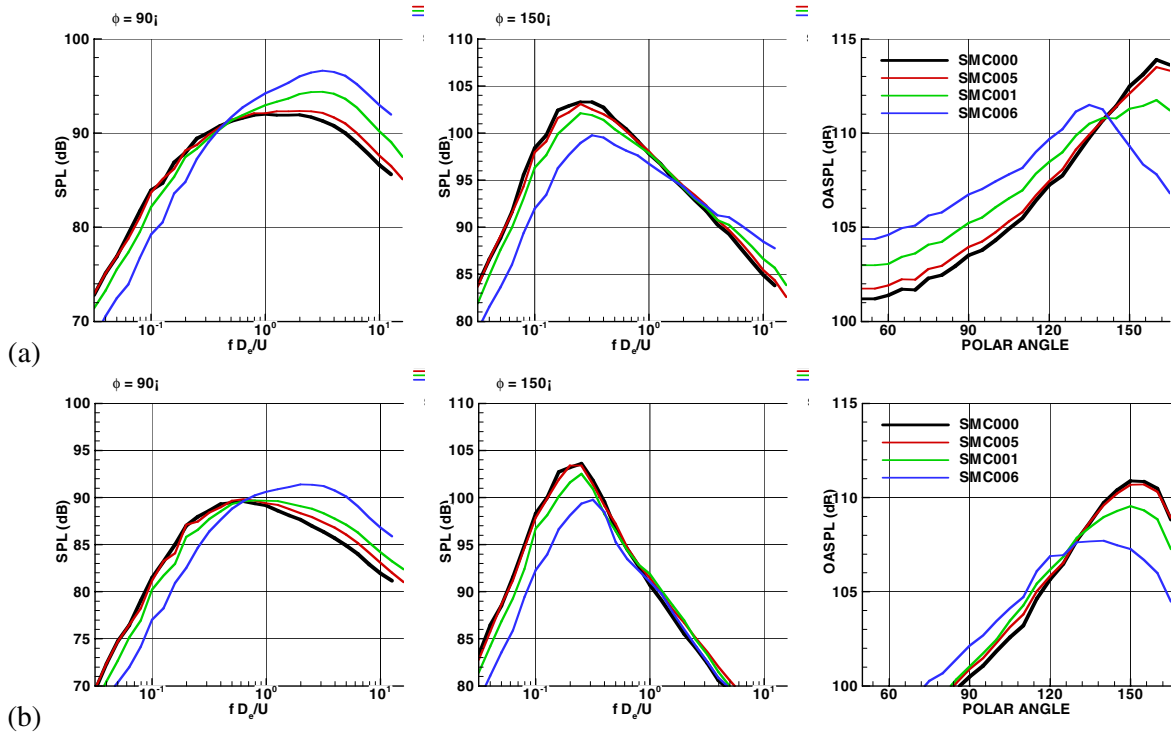 ϕ = 90¡
100
90
80
70
SPL (dB)
10⁻¹ 10⁰ 10¹
f Dₑ/U
ϕ = 150¡
110
105
100
95
90
85
80
SPL (dB)
10⁻¹ 10⁰ 10¹
f Dₑ/U
115
110
105
100
OASPL (dB)
SMC000
SMC005
SMC001
SMC006
60 90 120 150
POLAR ANGLE
(a)
ϕ = 90¡
100
95
90
85
80
75
70
SPL (dB)
10⁻¹ 10⁰ 10¹
f Dₑ/U
ϕ = 150¡
110
105
100
95
90
85
80
SPL (dB)
10⁻¹ 10⁰ 10¹
f Dₑ/U
115
110
105
100
OASPL (dB)
SMC000
SMC005
SMC001
SMC006
60 90 120 150
POLAR ANGLE
(b)